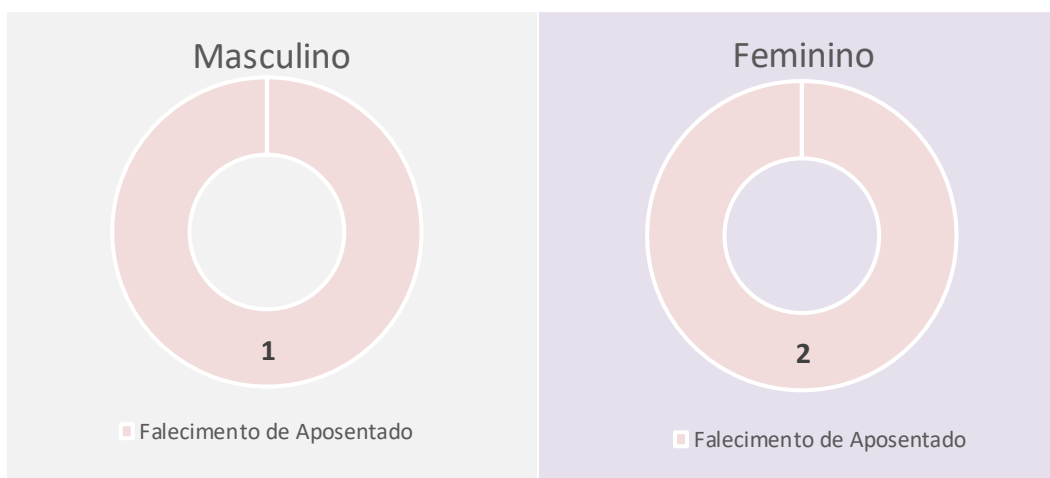 Masculino
1
Falecimento de Aposentado
Feminino
2
Falecimento de Aposentado